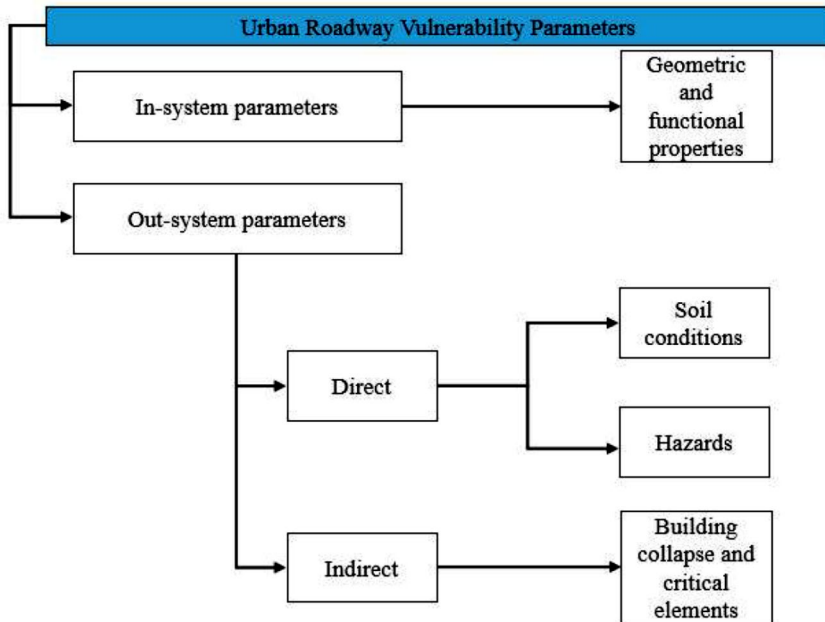 Urban Roadway Vulnerability Parameters
In-system parameters
Geometric
and
functional
properties
Out-system parameters
Direct
Soil
conditions
Hazards
Indirect
Building
collapse and
critical
elements